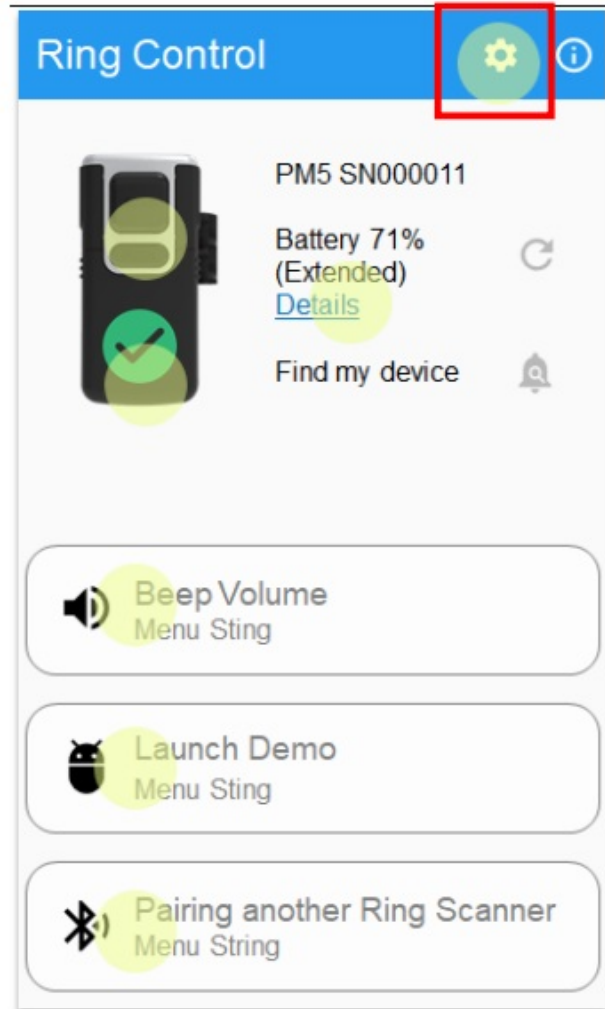 Ring Control
PM5 SN000011
Battery 71%
(Extended)
Details
Find my device
Beep Volume
Menu Sting
Launch Demo
Menu Sting
Pairing another Ring Scanner
Menu String